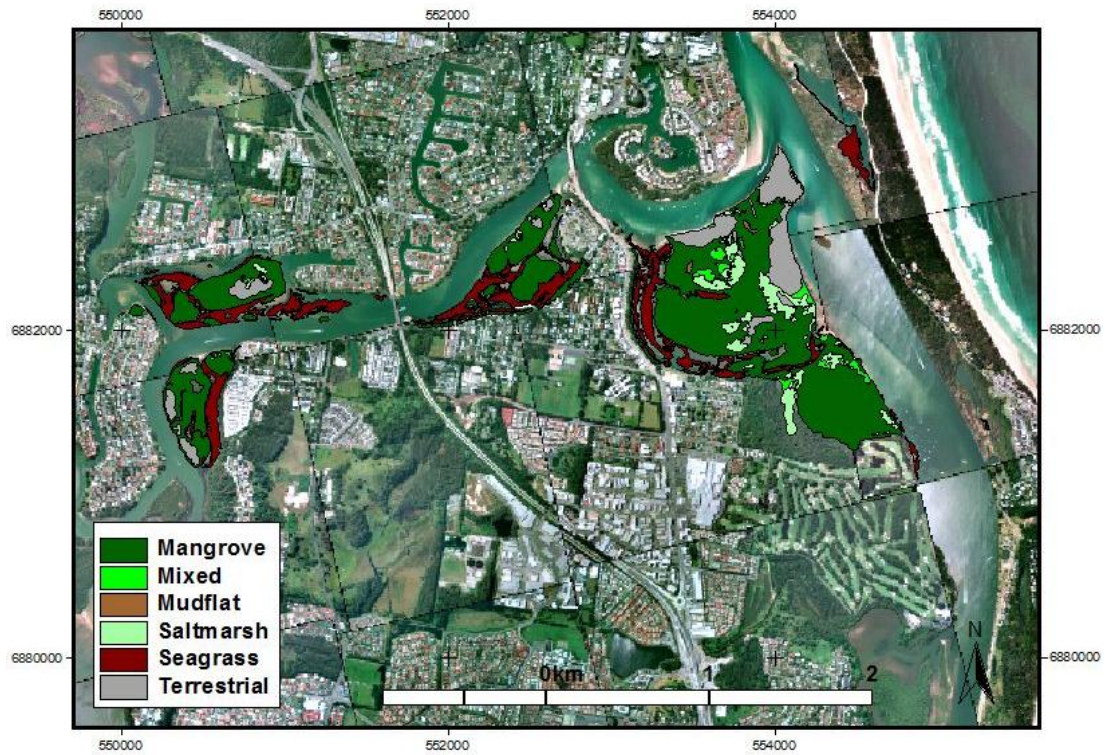 550000 552000 554000
6882000 6882000
Mangrove
Mixed
Mudflat
Saltmarsh
Seagrass
Terrestrial
N
6880000 6880000
1 0km 1 2
550000 552000 554000